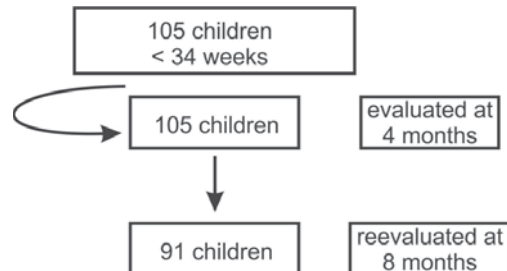 105 children
< 34 weeks
105 children
evaluated at
4 months
91 children
reevaluated at
8 months